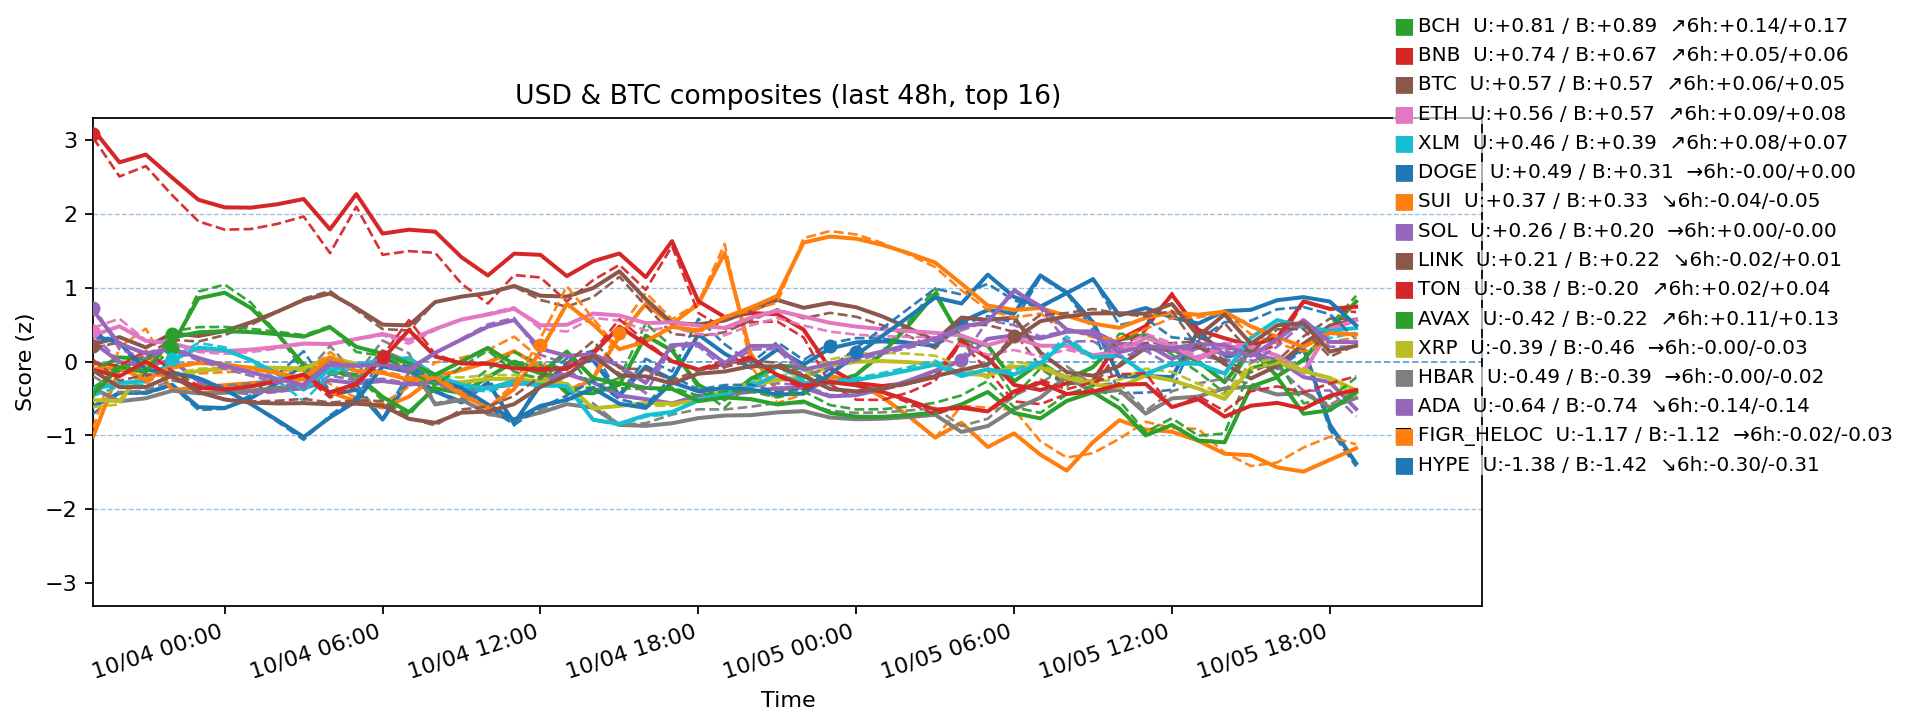 USD & BTC composites (last 48h, top 16)
BCH U:+0.81 / B:+0.89 ↗6h:+0.14/+0.17
BNB U:+0.74 / B:+0.67 ↗6h:+0.05/+0.06
BTC U:+0.57 / B:+0.57 ↗6h:+0.06/+0.05
ETH U:+0.56 / B:+0.57 ↗6h:+0.09/+0.08
XLM U:+0.46 / B:+0.39 ↗6h:+0.08/+0.07
DOGE U:+0.49 / B:+0.31 →6h:-0.00/+0.00
SUI U:+0.37 / B:+0.33 ↘6h:-0.04/-0.05
SOL U:+0.26 / B:+0.20 →6h:+0.00/-0.00
LINK U:+0.21 / B:+0.22 ↘6h:-0.02/+0.01
TON U:-0.38 / B:-0.20 ↗6h:+0.02/+0.04
AVAX U:-0.42 / B:-0.22 ↗6h:+0.11/+0.13
XRP U:-0.39 / B:-0.46 →6h:-0.00/-0.03
HBAR U:-0.49 / B:-0.39 →6h:-0.00/-0.02
ADA U:-0.64 / B:-0.74 ↘6h:-0.14/-0.14
FIGR_HELOC U:-1.17 / B:-1.12 →6h:-0.02/-0.03
HYPE U:-1.38 / B:-1.42 ↘6h:-0.30/-0.31
Score (z)
3
2
1
0
−1
−2
−3
10/04 00:00
10/04 06:00
10/04 12:00
10/04 18:00
10/05 00:00
10/05 06:00
10/05 12:00
10/05 18:00
Time